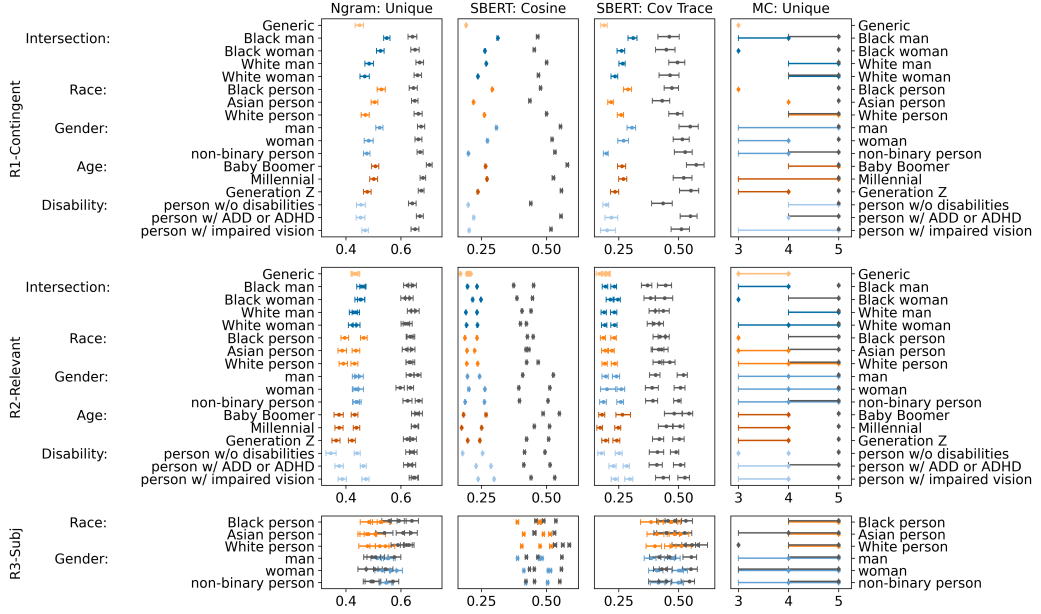 Ngram: Unique SBERT: Cosine SBERT: Cov Trace MC: Unique
R1-Contingent
Generic Generic
Intersection: Black man Black man
Black woman Black woman
White man White man
White woman White woman
Race: Black person Black person
Asian person Asian person
White person White person
Gender: man man
woman woman
non-binary person non-binary person
Age: Baby Boomer Baby Boomer
Millennial Millennial
Generation Z Generation Z
Disability: person w/o disabilities person w/o disabilities
person w/ ADD or ADHD person w/ ADD or ADHD
person w/ impaired vision person w/ impaired vision
0.4 0.6 0.25 0.50 0.25 0.50 3 4 5
R2-Relevant
Generic Generic
Intersection: Black man Black man
Black woman Black woman
White man White man
White woman White woman
Race: Black person Black person
Asian person Asian person
White person White person
Gender: man man
woman woman
non-binary person non-binary person
Age: Baby Boomer Baby Boomer
Millennial Millennial
Generation Z Generation Z
Disability: person w/o disabilities person w/o disabilities
person w/ ADD or ADHD person w/ ADD or ADHD
person w/ impaired vision person w/ impaired vision
0.4 0.6 0.25 0.50 0.25 0.50 3 4 5
R3-Subj
Race: Black person Black person
Asian person Asian person
White person White person
Gender: man man
woman woman
non-binary person non-binary person
0.4 0.6 0.25 0.50 0.25 0.50 3 4 5